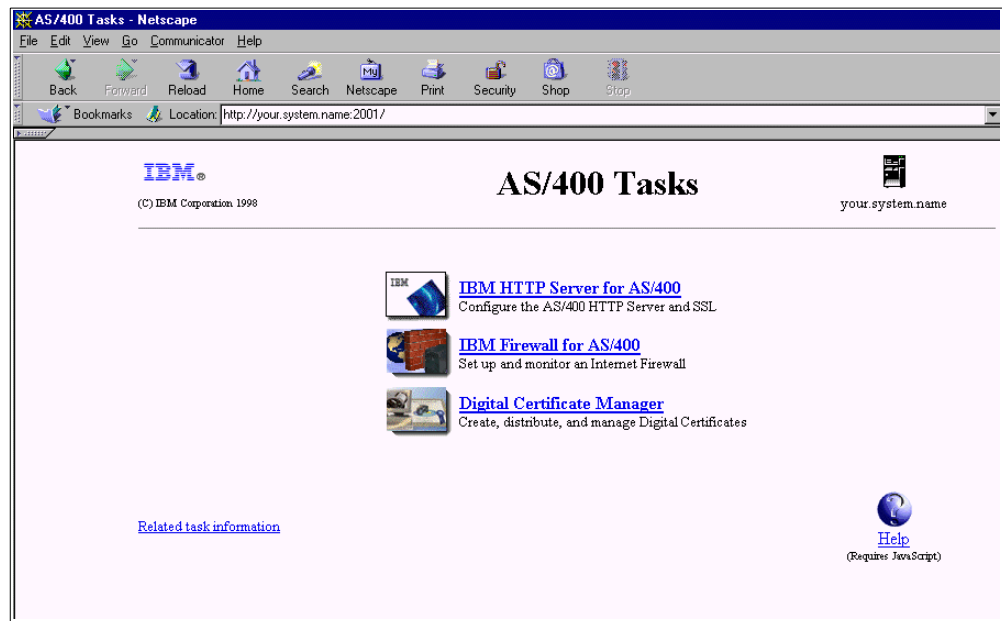 AS/400 Tasks - Netscape
File Edit View Go Communicator Help
Back Forward Reload Home Search Netscape Print Security Shop Stop
Bookmarks Location: http://your.system.name:2001/
IBM®
(C) IBM Corporation 1998
AS/400 Tasks
your.system.name
IBM
IBM HTTP Server for AS/400
Configure the AS/400 HTTP Server and SSL
IBM Firewall for AS/400
Set up and monitor an Internet Firewall
Digital Certificate Manager
Create, distribute, and manage Digital Certificates
Related task information
Help
(Requires JavaScript)